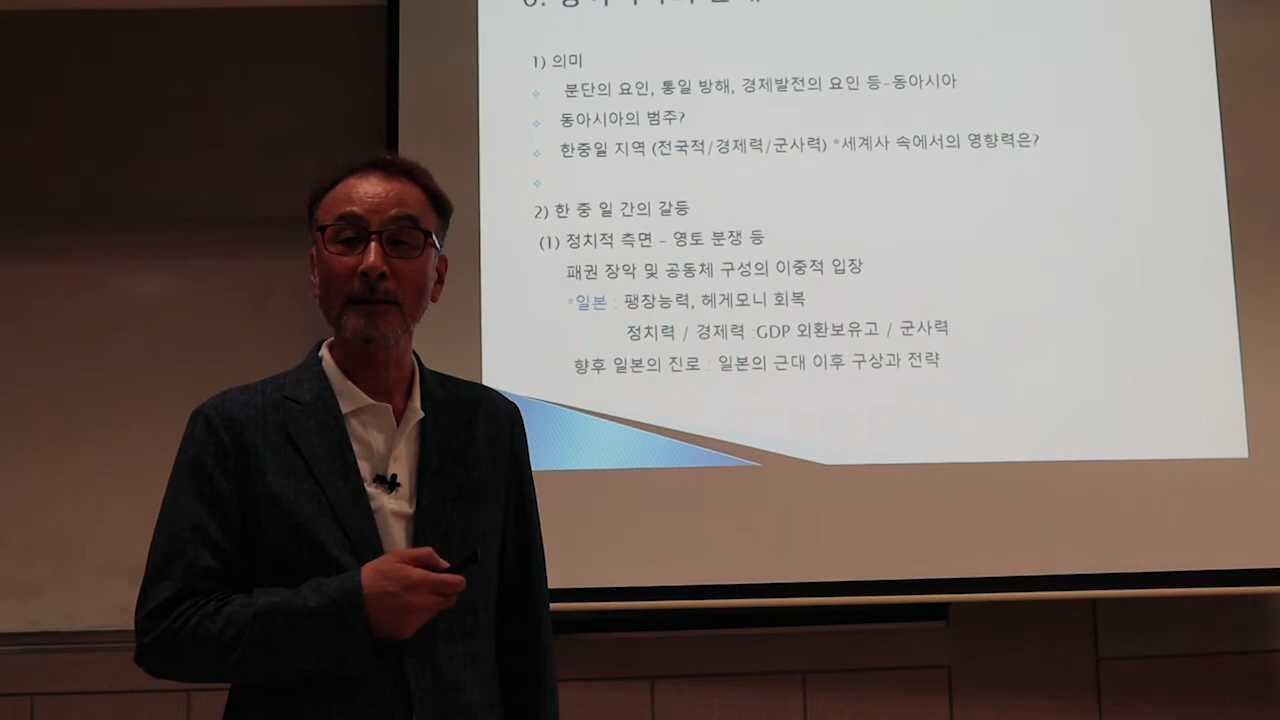 1) 의미
분단의 요인, 통일 방해, 경제발전의 요인 등-동아시아
동아시아의 범주?
한중일 지역 (전국적/경제력/군사력) *세계사 속에서의 영향력은?
2) 한 중 일 간의 갈등
(1) 정치적 측면 - 영토 분쟁 등
패권 장악 및 공동체 구성의 이중적 입장
*일본 : 팽창능력, 헤게모니 회복
정치력 / 경제력 :GDP 외환보유고 / 군사력
향후 일본의 진로 : 일본의 근대 이후 구상과 전략